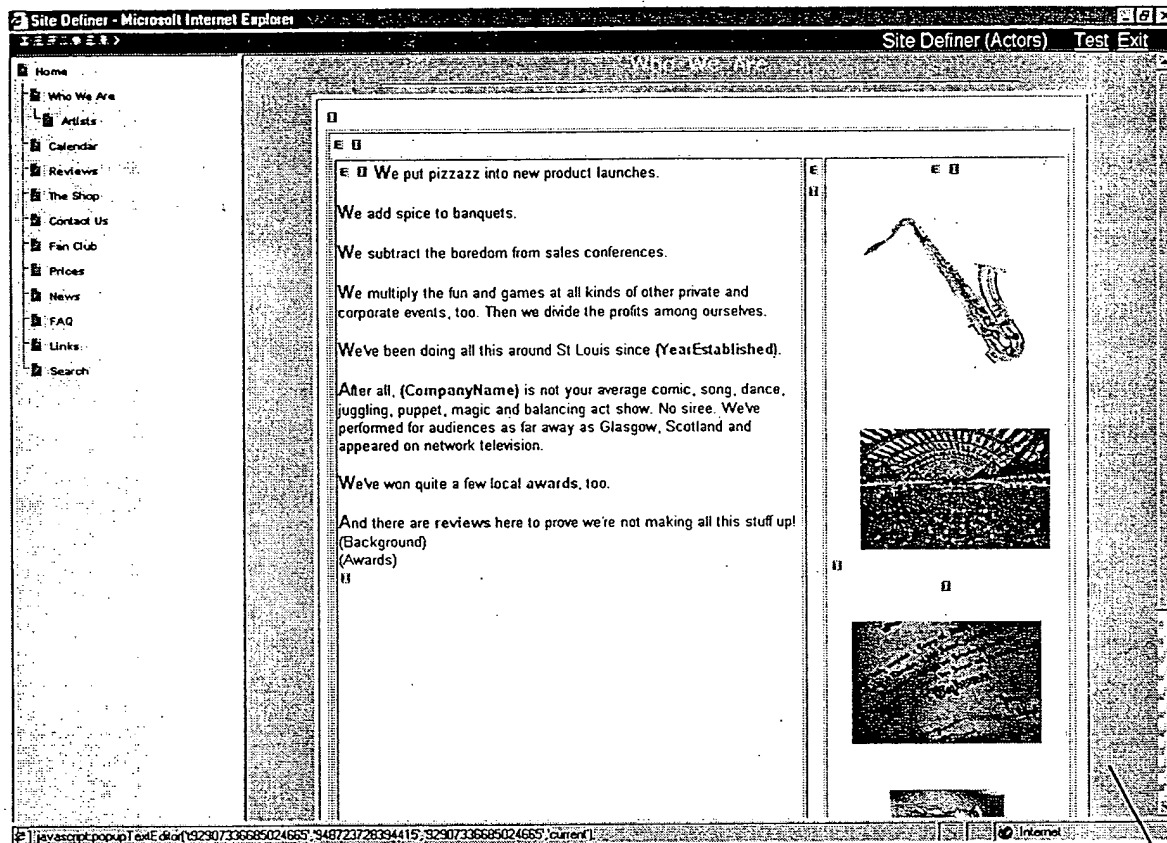 Site Definer - Microsoft Internet Explorer
Site Definer (Actors) Test Exit
Home
Who We Are
Artists
Calendar
Reviews
The Shop
Contact Us
Fan Club
Prices
News
FAQ
Links
Search
Who We Are
I
E I
E I We put pizzazz into new product launches.
We add spice to banquets.
We subtract the boredom from sales conferences.
We multiply the fun and games at all kinds of other private and
corporate events, too. Then we divide the profits among ourselves.
We've been doing all this around St Louis since (YearEstablished).
After all, (CompanyName) is not your average comic, song, dance,
juggling, puppet, magic and balancing act show. No siree. We've
performed for audiences as far away as Glasgow, Scotland and
appeared on network television.
We've won quite a few local awards, too.
And there are reviews here to prove we're not making all this stuff up!
(Background)
(Awards)
I
E
I
E I
I
I
javascript:popupTextEditor('t929073366850246​65','948723728394415','92907336685024665','current')
Internet